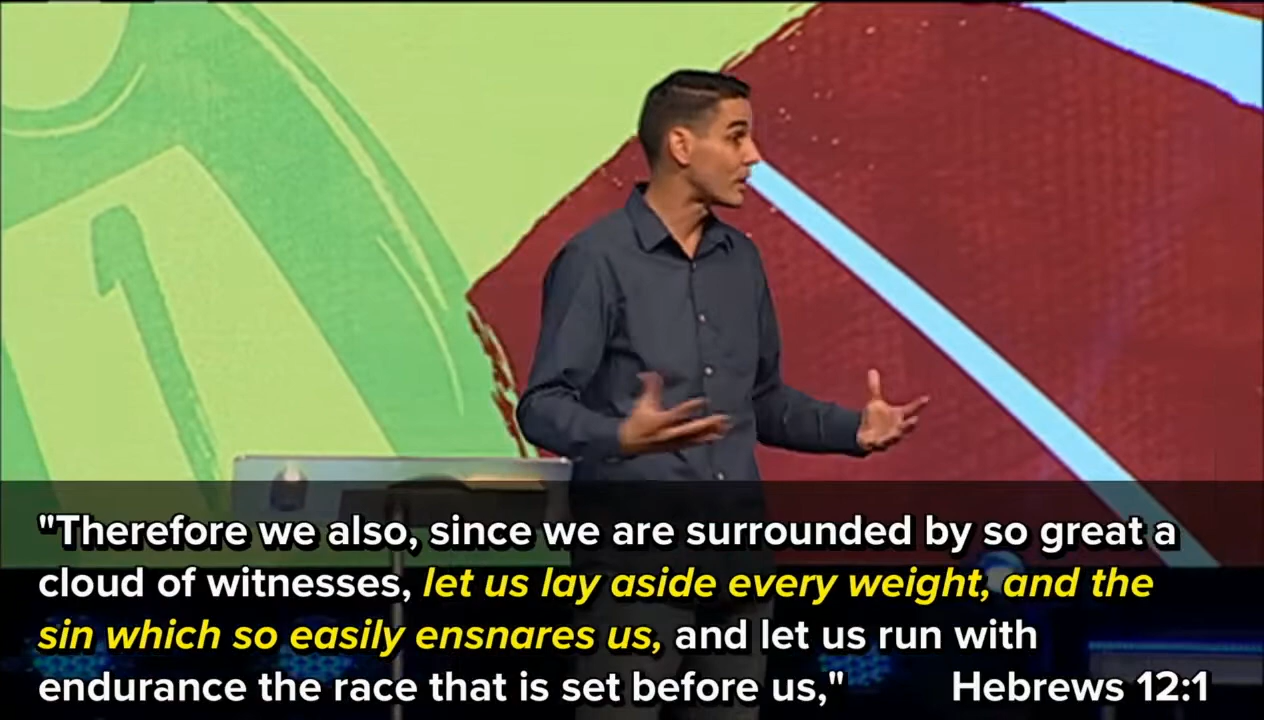 "Therefore we also, since we are surrounded by so great a
cloud of witnesses, let us lay aside every weight, and the
sin which so easily ensnares us, and let us run with
endurance the race that is set before us,"
Hebrews 12:1